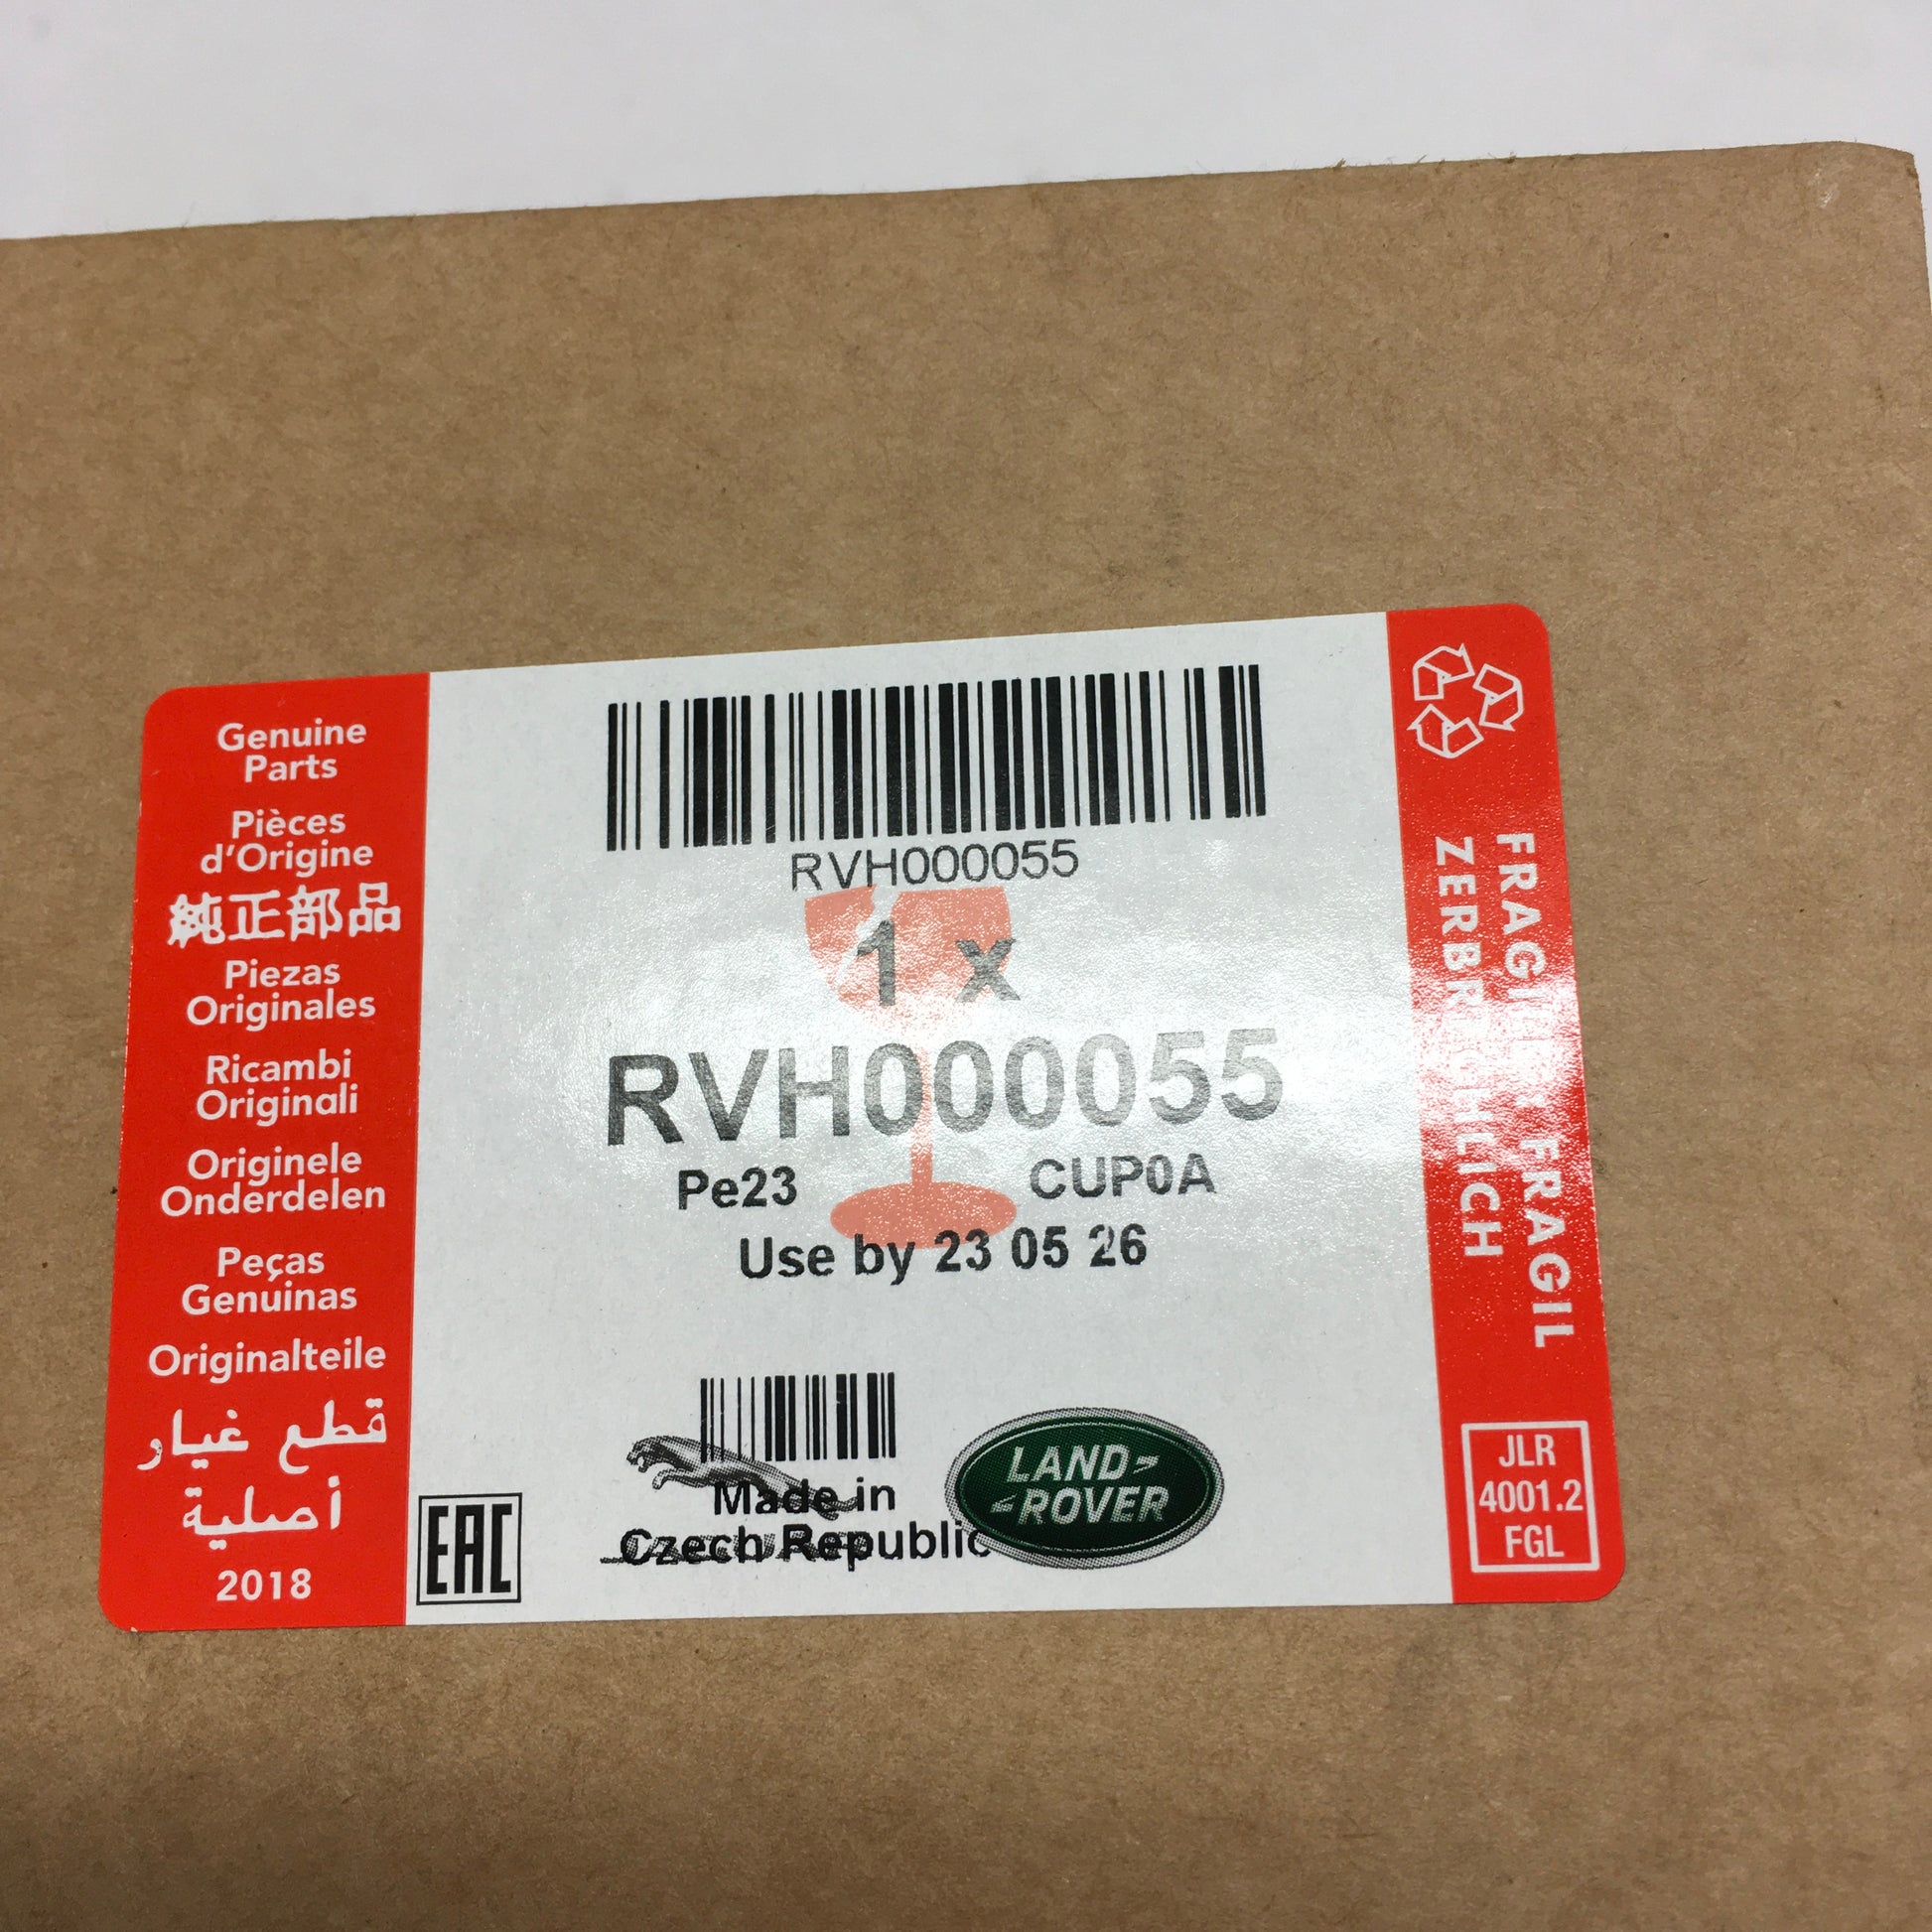 Genuine
Parts
Pièces
d'Origine
純正部品
Piezas
Originales
Ricambi
Originali
Originele
Onderdelen
Peças
Genuinas
Originalteile
قطع غيار
أصلية
2018
EAC
RVH000055
1 x
RVH000055
Pe23 CUP0A
Use by 23 05 26
Made in
Czech Republic
LAND
ROVER
FRAGILE FRAGIL
ZERBRECHLICH
JLR
4001.2
FGL